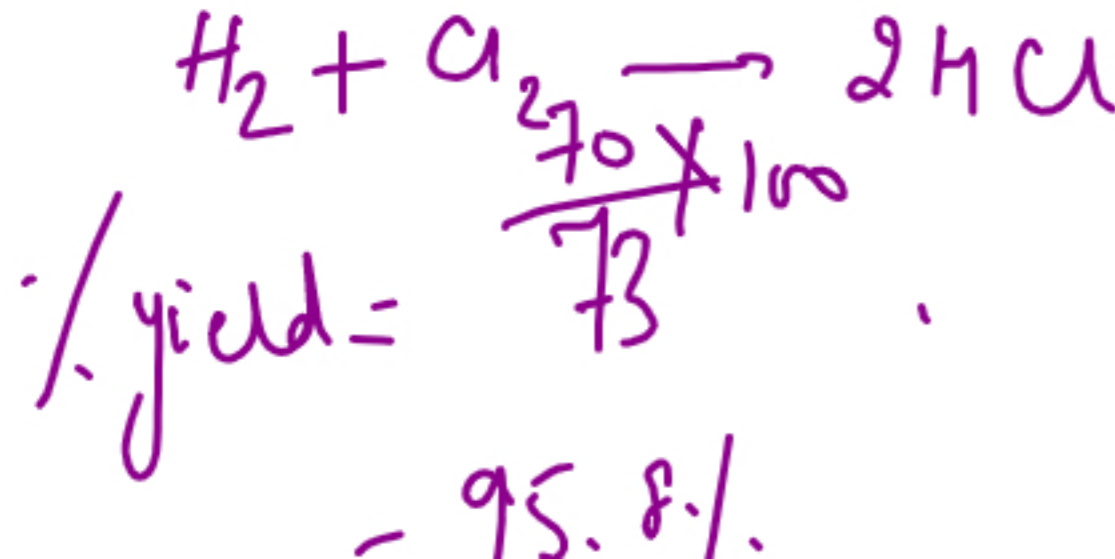 H₂ + Cl₂ → 2HCl
70 × 100
% yield =
73
= 95.8%